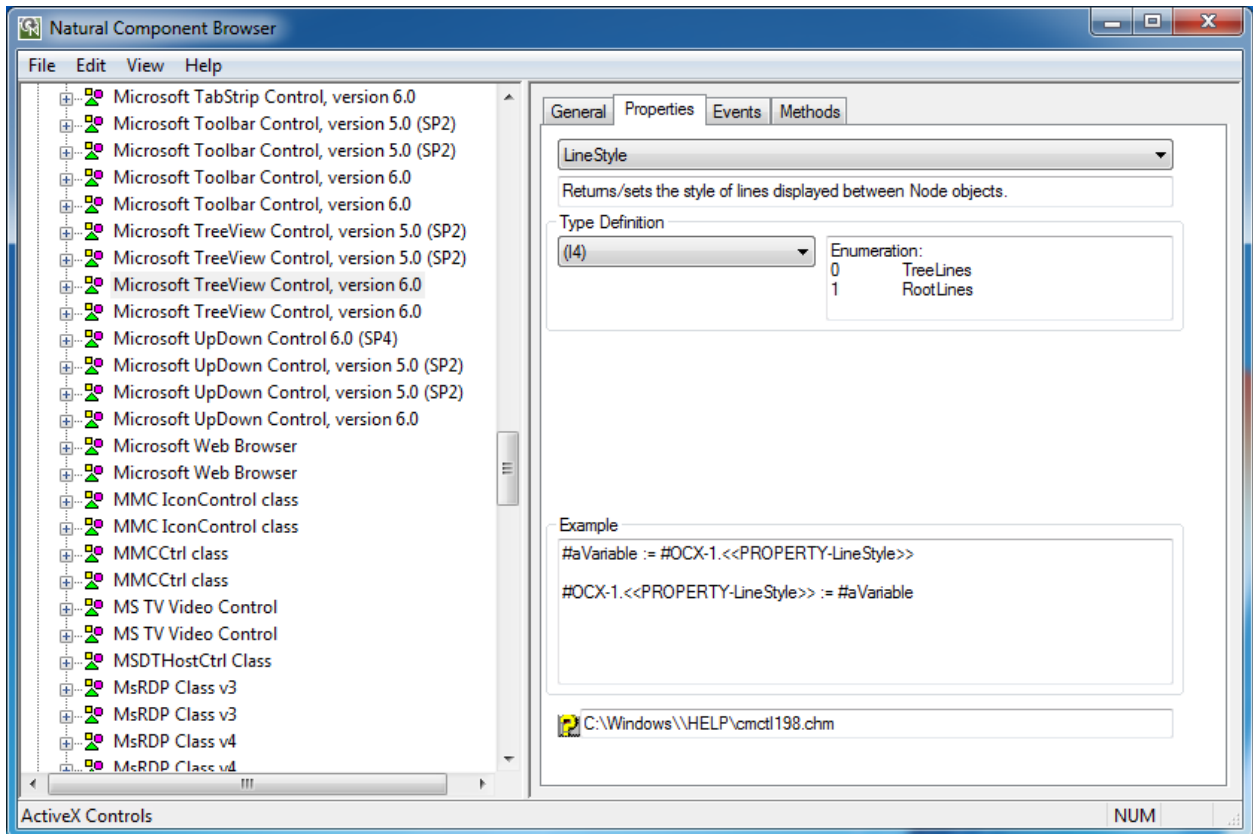 Natural Component Browser
File Edit View Help
Microsoft TabStrip Control, version 6.0
Microsoft Toolbar Control, version 5.0 (SP2)
Microsoft Toolbar Control, version 5.0 (SP2)
Microsoft Toolbar Control, version 6.0
Microsoft Toolbar Control, version 6.0
Microsoft TreeView Control, version 5.0 (SP2)
Microsoft TreeView Control, version 5.0 (SP2)
Microsoft TreeView Control, version 6.0
Microsoft TreeView Control, version 6.0
Microsoft UpDown Control 6.0 (SP4)
Microsoft UpDown Control, version 5.0 (SP2)
Microsoft UpDown Control, version 5.0 (SP2)
Microsoft UpDown Control, version 6.0
Microsoft Web Browser
Microsoft Web Browser
MMC IconControl class
MMC IconControl class
MMCCtrl class
MMCCtrl class
MS TV Video Control
MS TV Video Control
MSDTHostCtrl Class
MsRDP Class v3
MsRDP Class v3
MsRDP Class v4
MsRDP Class v4
General Properties Events Methods
LineStyle
Returns/sets the style of lines displayed between Node objects.
Type Definition
(I4)
Enumeration:
0 TreeLines
1 RootLines
Example
#aVariable := #OCX-1.<<PROPERTY-LineStyle>>
#OCX-1.<<PROPERTY-LineStyle>> := #aVariable
C:\Windows\\HELP\cmctl198.chm
ActiveX Controls
NUM